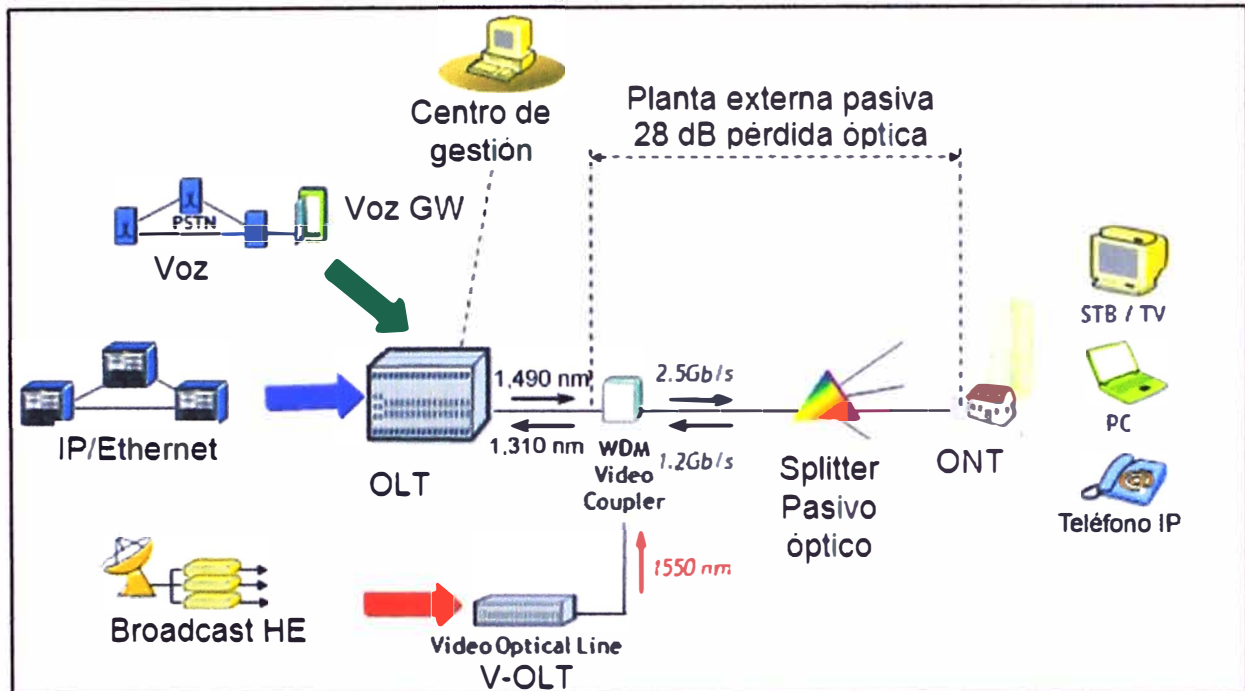 Centro de
gestión
Planta externa pasiva
28 dB pérdida óptica
PSTN
Voz GW
Voz
STB / TV
1,490 nm
2.5Gb/s
IP/Ethernet
1,310 nm
WDM
Video
Coupler
1.2Gb/s
PC
OLT
Splitter
Pasivo
óptico
ONT
Teléfono IP
1550 nm
Broadcast HE
Video Optical Line
V-OLT